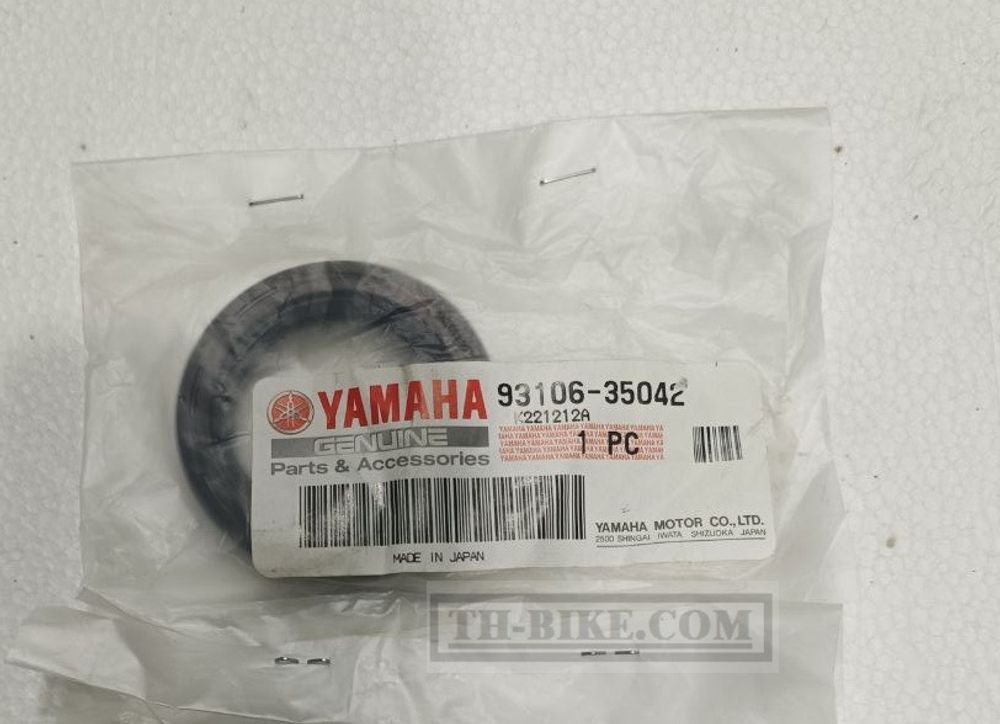 YAMAHA 93106-35042
K221212A
GENUINE
1 PC
Parts & Accessories
YAMAHA MOTOR CO.,LTD.
2500 SHINGAI IWATA SHIZUOKA JAPAN
MADE IN JAPAN
TH-BIKE.COM